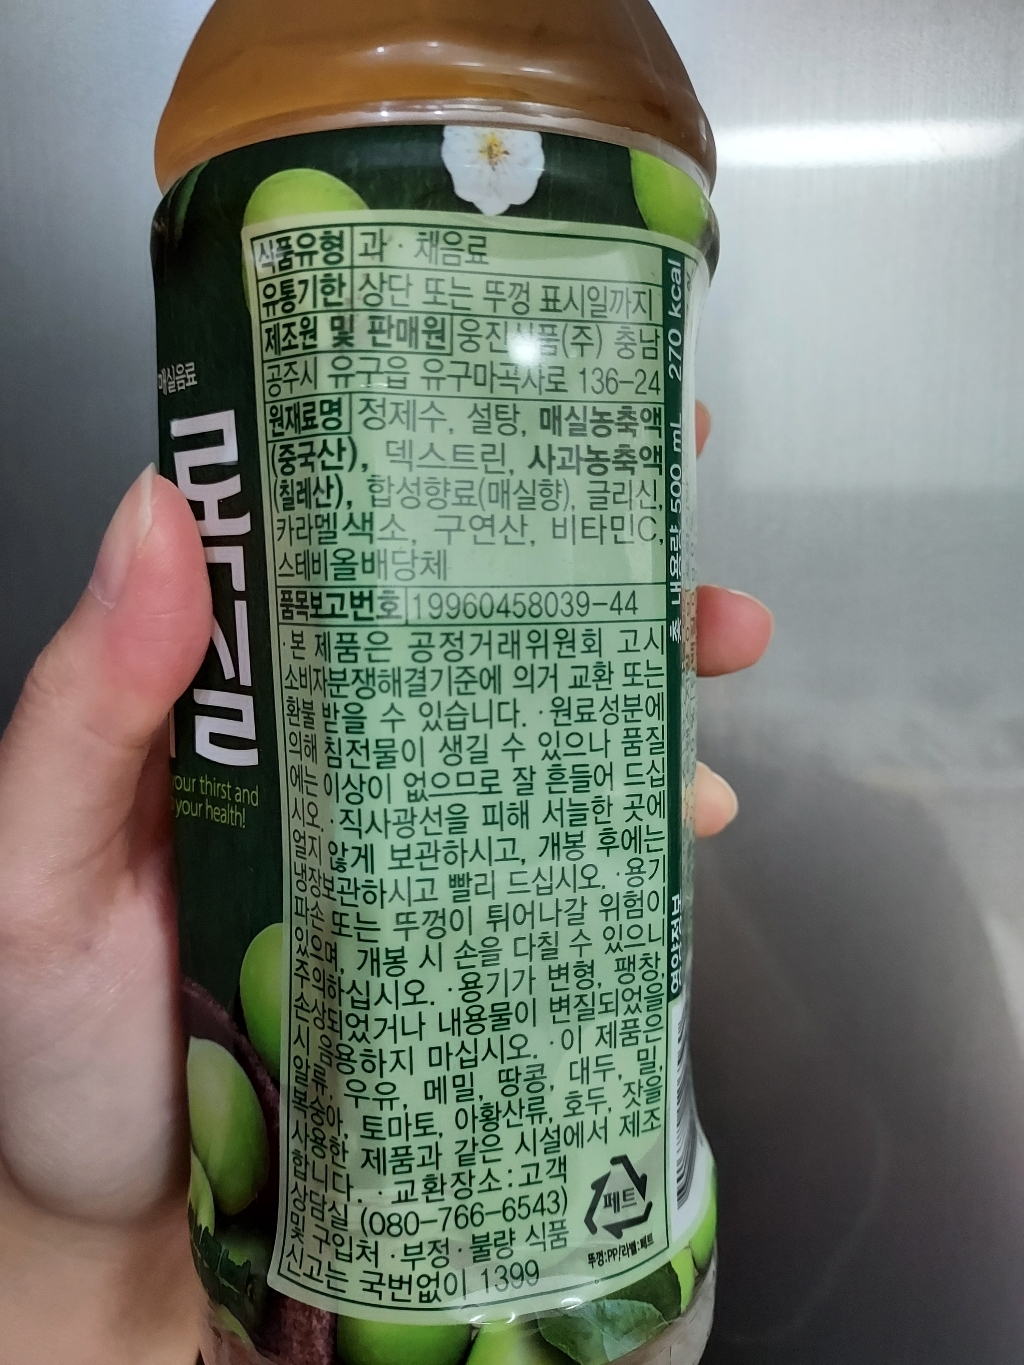 식품유형 과·채음료
유통기한 상단 또는 뚜껑 표시일까지
제조원 및 판매원 웅진식품(주) 충남
공주시 유구읍 유구마곡사로 136-24
원재료명 정제수, 설탕, 매실농축액
(중국산), 덱스트린, 사과농축액
(칠레산), 합성향료(매실향), 글리신,
카라멜색소, 구연산, 비타민C,
스테비올배당체
품목보고번호 19960458039-44
·본 제품은 공정거래위원회 고시
소비자분쟁해결기준에 의거 교환 또는
환불 받을 수 있습니다. ·원료성분에
의해 침전물이 생길 수 있으나 품질
에는 이상이 없으므로 잘 흔들어 드십
시오. ·직사광선을 피해 서늘한 곳에
얼지 않게 보관하시고, 개봉 후에는
냉장보관하시고 빨리 드십시오. ·용기
파손 또는 뚜껑이 튀어나갈 위험이
있으며, 개봉 시 손을 다칠 수 있으니
주의하십시오. ·용기가 변형, 팽창,
손상되었거나 내용물이 변질되었을
시 음용하지 마십시오. ·이 제품은
알류, 우유, 메밀, 땅콩, 대두, 밀,
복숭아, 토마토, 아황산류, 호두, 잣을
사용한 제품과 같은 시설에서 제조
합니다. ·교환장소:고객
상담실 (080-766-6543)
및 구입처 ·부정·불량 식품
신고는 국번없이 1399
페트
뚜껑:PP/라벨:페트
매실음료
초록매실
your thirst and
your health!
영양정보 총 내용량 500 mL 270 kcal